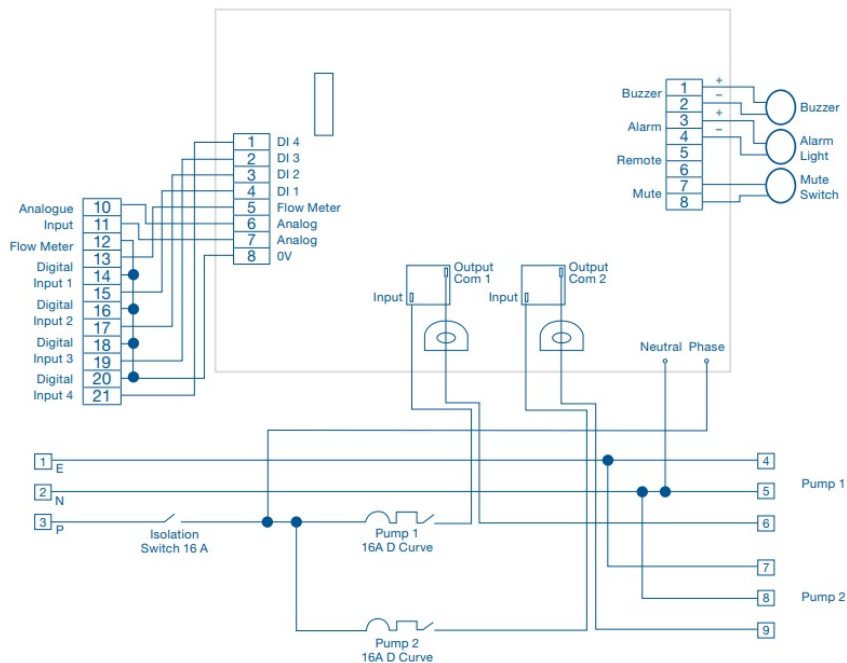 Buzzer
Alarm
Remote
Mute
1
2
3
4
5
6
7
8
+
−
+
−
Buzzer
Alarm
Light
Mute
Switch
1 DI 4
2 DI 3
3 DI 2
4 DI 1
5 Flow Meter
6 Analog
7 Analog
8 0V
Analogue
Input
Flow Meter
Digital
Input 1
Digital
Input 2
Digital
Input 3
Digital
Input 4
10
11
12
13
14
15
16
17
18
19
20
21
Input
Output
Com 1
Input
Output
Com 2
Neutral Phase
1 E
2 N
3 P
Isolation
Switch 16 A
Pump 1
16A D Curve
Pump 2
16A D Curve
4
5
6
Pump 1
7
8
9
Pump 2